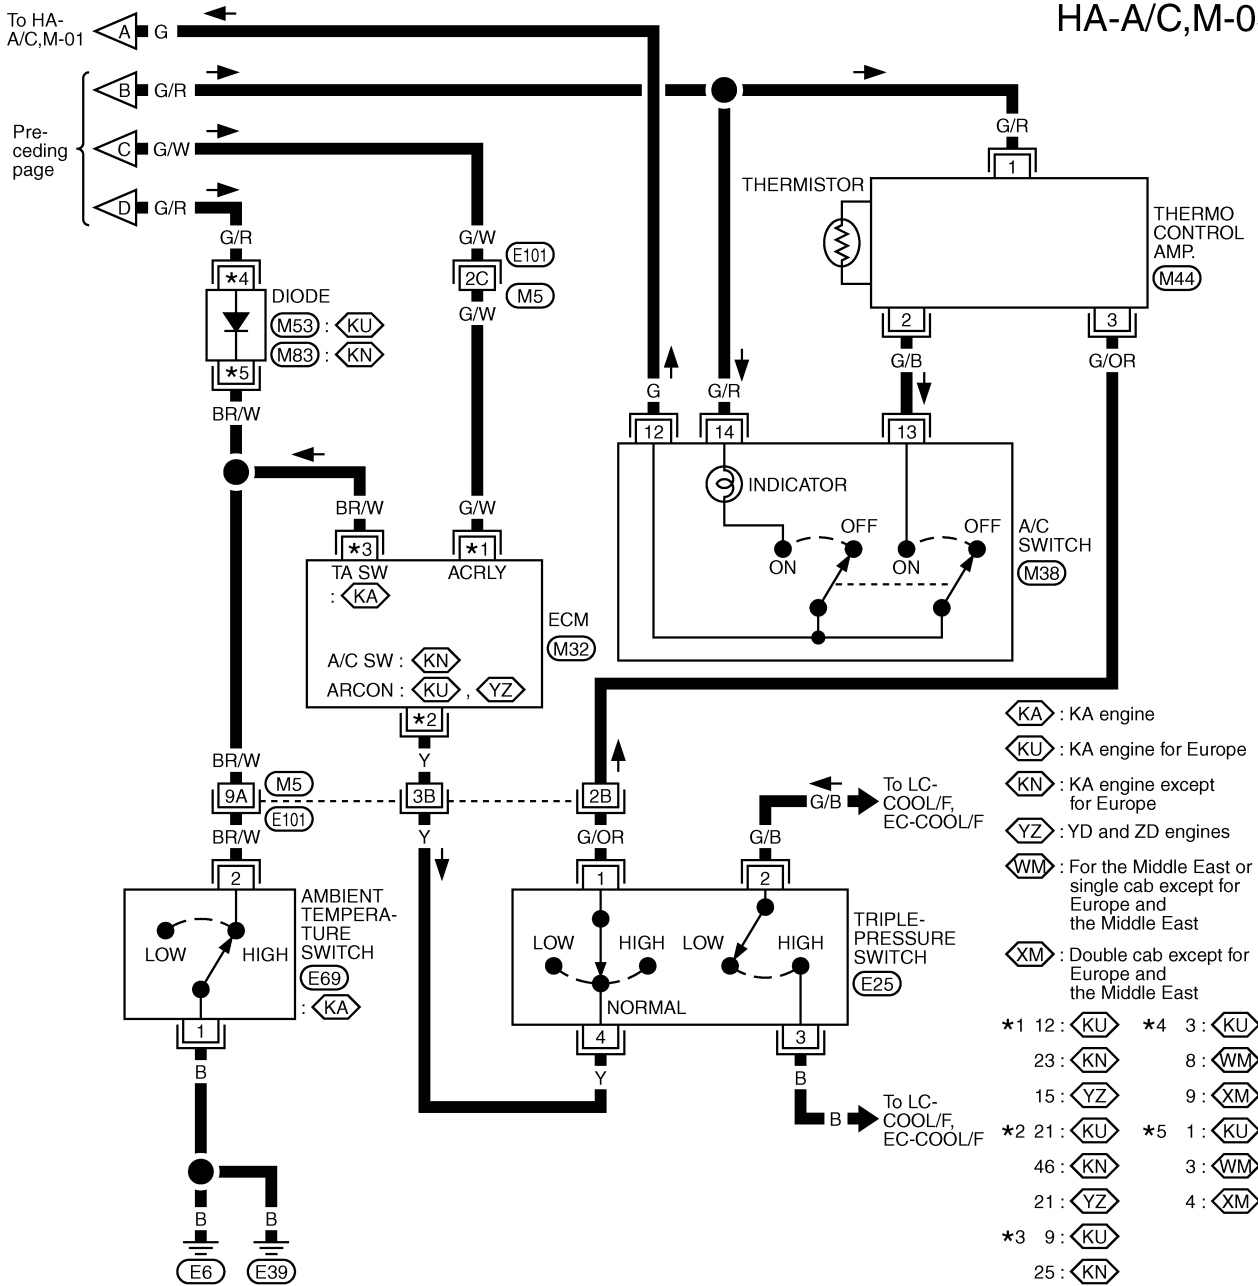 HA-A/C,M-0
To HA-
A/C,M-01
A
G
B
G/R
G/R
Pre-
ceding
page
C
G/W
1
THERMISTOR
D
G/R
THERMO
CONTROL
AMP.
M44
G/R
G/W
E101
*4
2C
DIODE
M5
M53 : KU
G/W
2
3
M83 : KN
G/B
G/OR
*5
G
G/R
BR/W
12
14
13
INDICATOR
BR/W
G/W
OFF
OFF
A/C
SWITCH
M38
*3
*1
ON
ON
TA SW
ACRLY
: KA
ECM
M32
A/C SW : KN
ARCON : KU , YZ
*2
KA : KA engine
KU : KA engine for Europe
KN : KA engine except
for Europe
YZ : YD and ZD engines
WM : For the Middle East or
single cab except for
Europe and
the Middle East
XM : Double cab except for
Europe and
the Middle East
BR/W
Y
M5
9A
3B
2B
E101
G/B
To LC-
COOL/F,
EC-COOL/F
BR/W
Y
G/OR
G/B
2
1
2
AMBIENT
TEMPERA-
TURE
SWITCH
E69
: KA
LOW
HIGH
LOW
HIGH
LOW
HIGH
TRIPLE-
PRESSURE
SWITCH
E25
NORMAL
1
4
3
B
Y
B
B
To LC-
COOL/F,
EC-COOL/F
*1 12 : KU
*4 3 : KU
23 : KN
8 : WM
15 : YZ
9 : XM
*2 21 : KU
*5 1 : KU
46 : KN
3 : WM
21 : YZ
4 : XM
*3 9 : KU
25 : KN
B
B
E6
E39